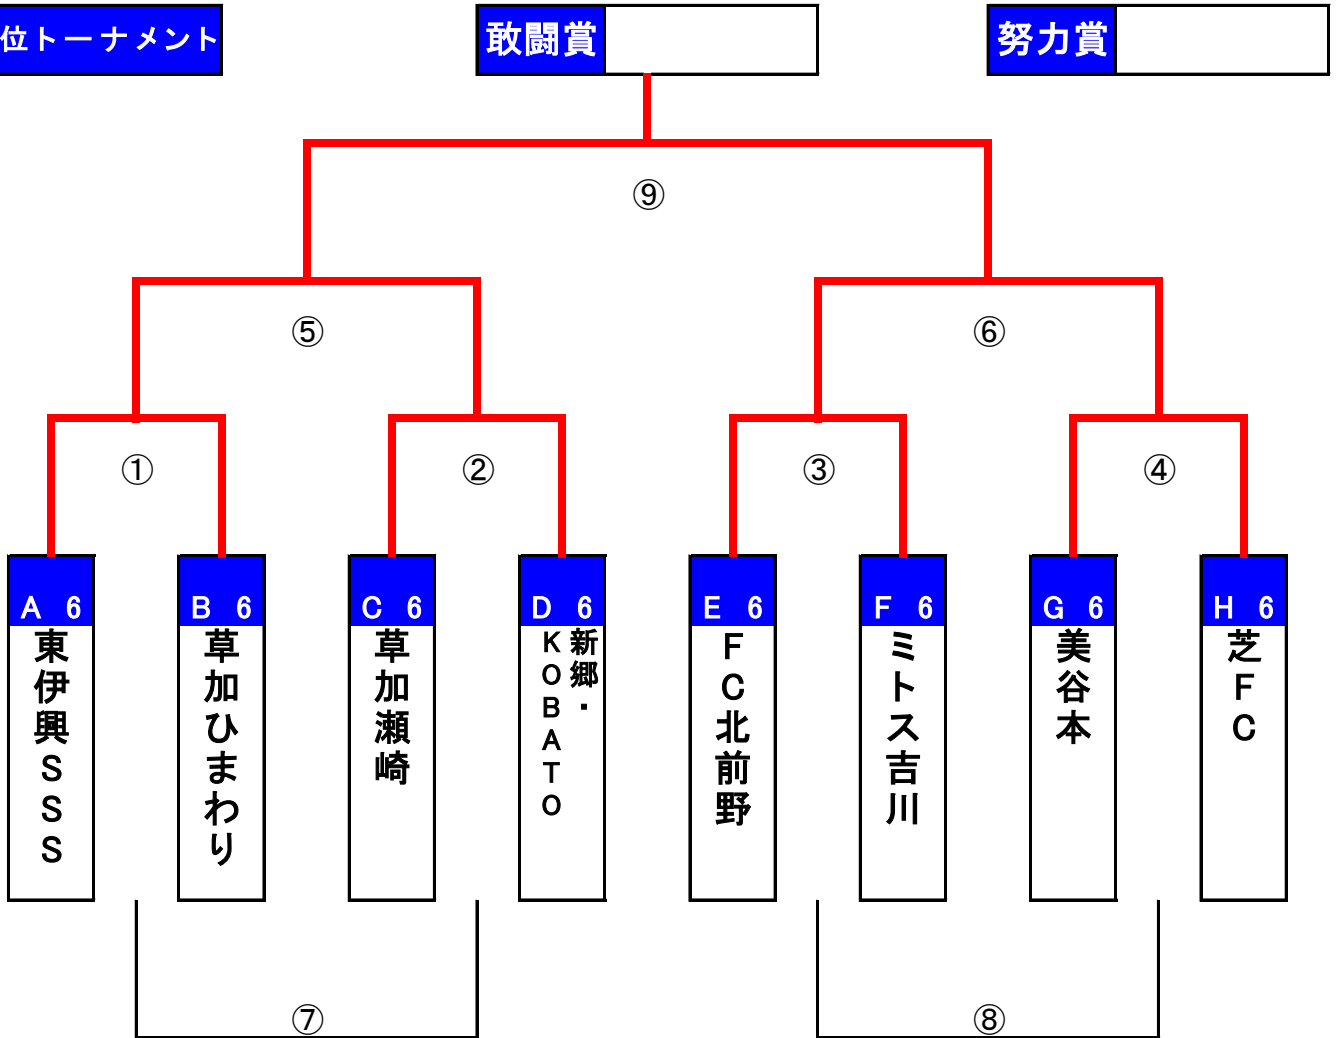 位トーナメント
敢闘賞
努力賞
⑨
⑤
⑥
①
②
③
④
A 6
B 6
C 6
D 6
E 6
F 6
G 6
H 6
東伊興SSS
草加ひまわり
草加瀬崎
新郷・
KOBATO
FC北前野
ミトス吉川
美谷本
芝FC
⑦
⑧